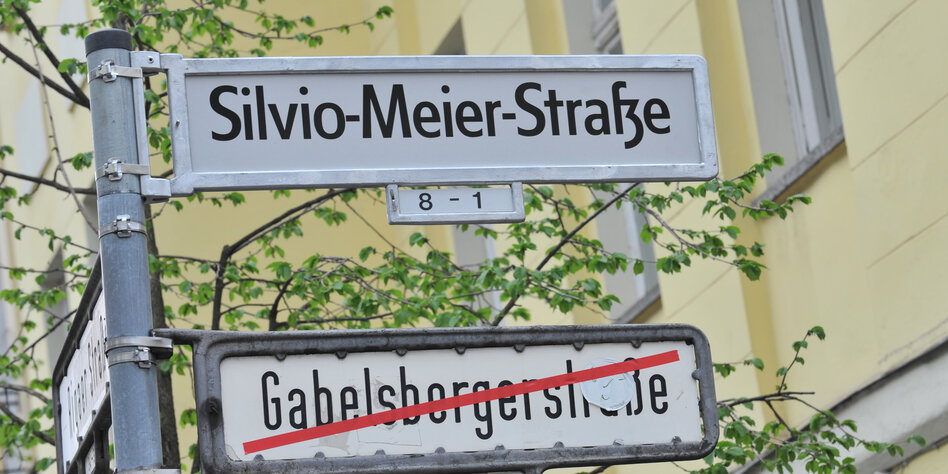 Silvio-Meier-Straße
8 - 1
Gabelsbergerstraße